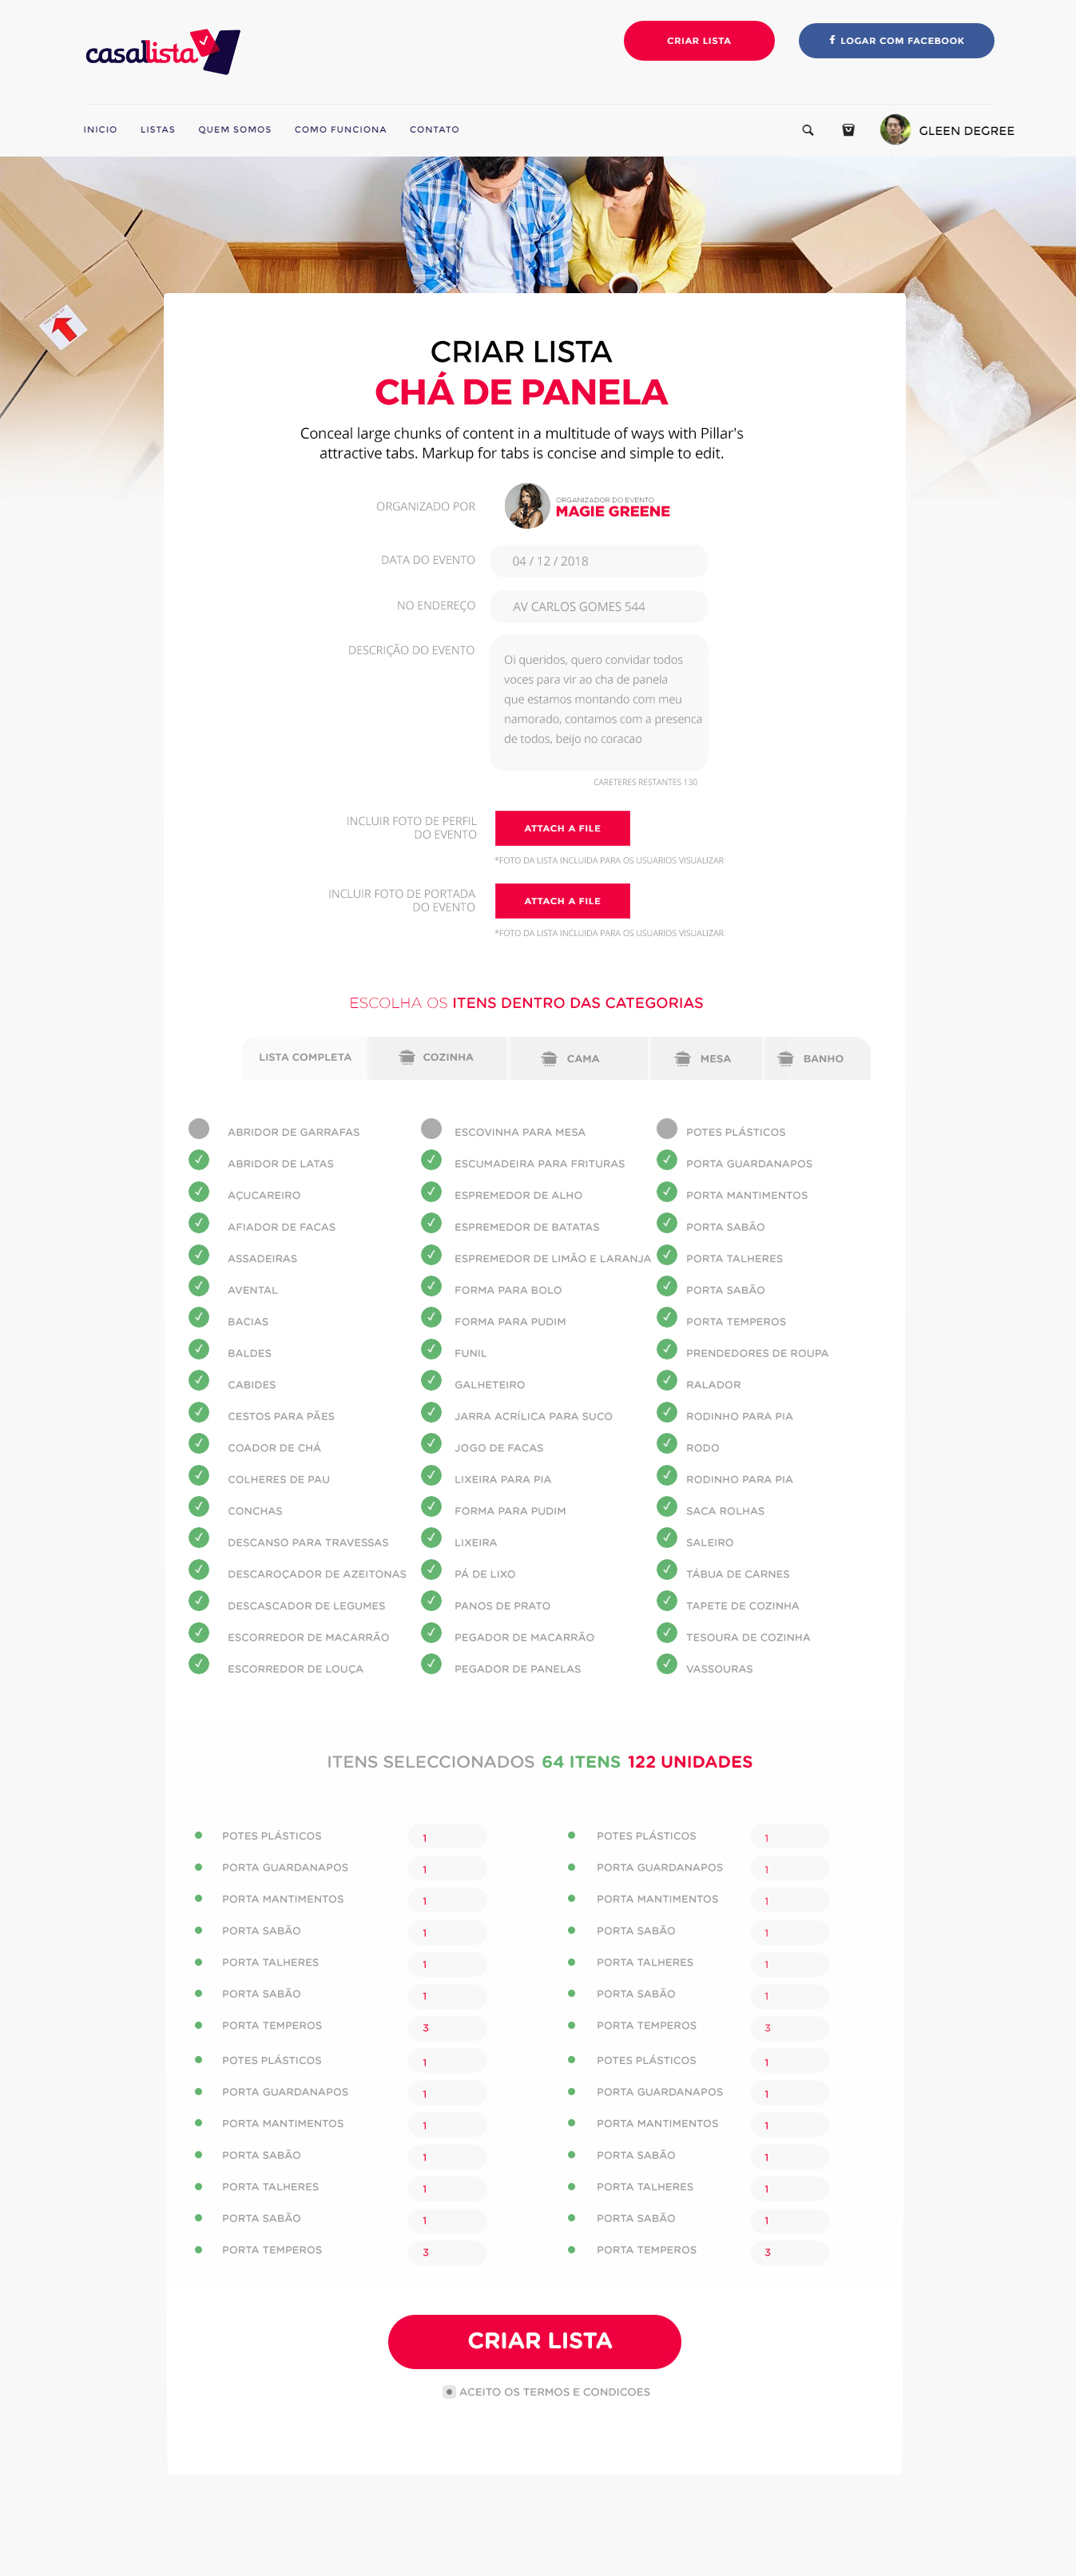 casalista
CRIAR LISTA
LOGAR COM FACEBOOK
INICIO
LISTAS
QUEM SOMOS
COMO FUNCIONA
CONTATO
GLEEN DEGREE
CRIAR LISTA
CHÁ DE PANELA
Conceal large chunks of content in a multitude of ways with Pillar's
attractive tabs. Markup for tabs is concise and simple to edit.
ORGANIZADO POR
ORGANIZADOR DO EVENTO
MAGIE GREENE
DATA DO EVENTO
04 / 12 / 2018
NO ENDEREÇO
AV CARLOS GOMES 544
DESCRIÇÃO DO EVENTO
Oi queridos, quero convidar todos
voces para vir ao cha de panela
que estamos montando com meu
namorado, contamos com a presenca
de todos, beijo no coracao
CARETERES RESTANTES 130
INCLUIR FOTO DE PERFIL
DO EVENTO
ATTACH A FILE
*FOTO DA LISTA INCLUIDA PARA OS USUARIOS VISUALIZAR
INCLUIR FOTO DE PORTADA
DO EVENTO
ATTACH A FILE
*FOTO DA LISTA INCLUIDA PARA OS USUARIOS VISUALIZAR
ESCOLHA OS ITENS DENTRO DAS CATEGORIAS
LISTA COMPLETA
COZINHA
CAMA
MESA
BANHO
ABRIDOR DE GARRAFAS
ABRIDOR DE LATAS
AÇUCAREIRO
AFIADOR DE FACAS
ASSADEIRAS
AVENTAL
BACIAS
BALDES
CABIDES
CESTOS PARA PÃES
COADOR DE CHÁ
COLHERES DE PAU
CONCHAS
DESCANSO PARA TRAVESSAS
DESCAROÇADOR DE AZEITONAS
DESCASCADOR DE LEGUMES
ESCORREDOR DE MACARRÃO
ESCORREDOR DE LOUÇA
ESCOVINHA PARA MESA
ESCUMADEIRA PARA FRITURAS
ESPREMEDOR DE ALHO
ESPREMEDOR DE BATATAS
ESPREMEDOR DE LIMÃO E LARANJA
FORMA PARA BOLO
FORMA PARA PUDIM
FUNIL
GALHETEIRO
JARRA ACRÍLICA PARA SUCO
JOGO DE FACAS
LIXEIRA PARA PIA
FORMA PARA PUDIM
LIXEIRA
PÁ DE LIXO
PANOS DE PRATO
PEGADOR DE MACARRÃO
PEGADOR DE PANELAS
POTES PLÁSTICOS
PORTA GUARDANAPOS
PORTA MANTIMENTOS
PORTA SABÃO
PORTA TALHERES
PORTA SABÃO
PORTA TEMPEROS
PRENDEDORES DE ROUPA
RALADOR
RODINHO PARA PIA
RODO
RODINHO PARA PIA
SACA ROLHAS
SALEIRO
TÁBUA DE CARNES
TAPETE DE COZINHA
TESOURA DE COZINHA
VASSOURAS
ITENS SELECCIONADOS 64 ITENS 122 UNIDADES
POTES PLÁSTICOS 1
PORTA GUARDANAPOS 1
PORTA MANTIMENTOS 1
PORTA SABÃO 1
PORTA TALHERES 1
PORTA SABÃO 1
PORTA TEMPEROS 3
POTES PLÁSTICOS 1
PORTA GUARDANAPOS 1
PORTA MANTIMENTOS 1
PORTA SABÃO 1
PORTA TALHERES 1
PORTA SABÃO 1
PORTA TEMPEROS 3
POTES PLÁSTICOS 1
PORTA GUARDANAPOS 1
PORTA MANTIMENTOS 1
PORTA SABÃO 1
PORTA TALHERES 1
PORTA SABÃO 1
PORTA TEMPEROS 3
POTES PLÁSTICOS 1
PORTA GUARDANAPOS 1
PORTA MANTIMENTOS 1
PORTA SABÃO 1
PORTA TALHERES 1
PORTA SABÃO 1
PORTA TEMPEROS 3
CRIAR LISTA
ACEITO OS TERMOS E CONDICOES